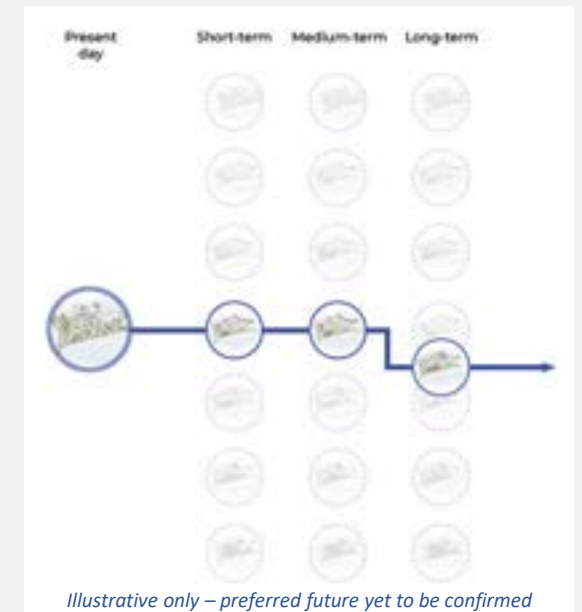 Present Short-term Medium-term Long-term
day
Illustrative only – preferred future yet to be confirmed